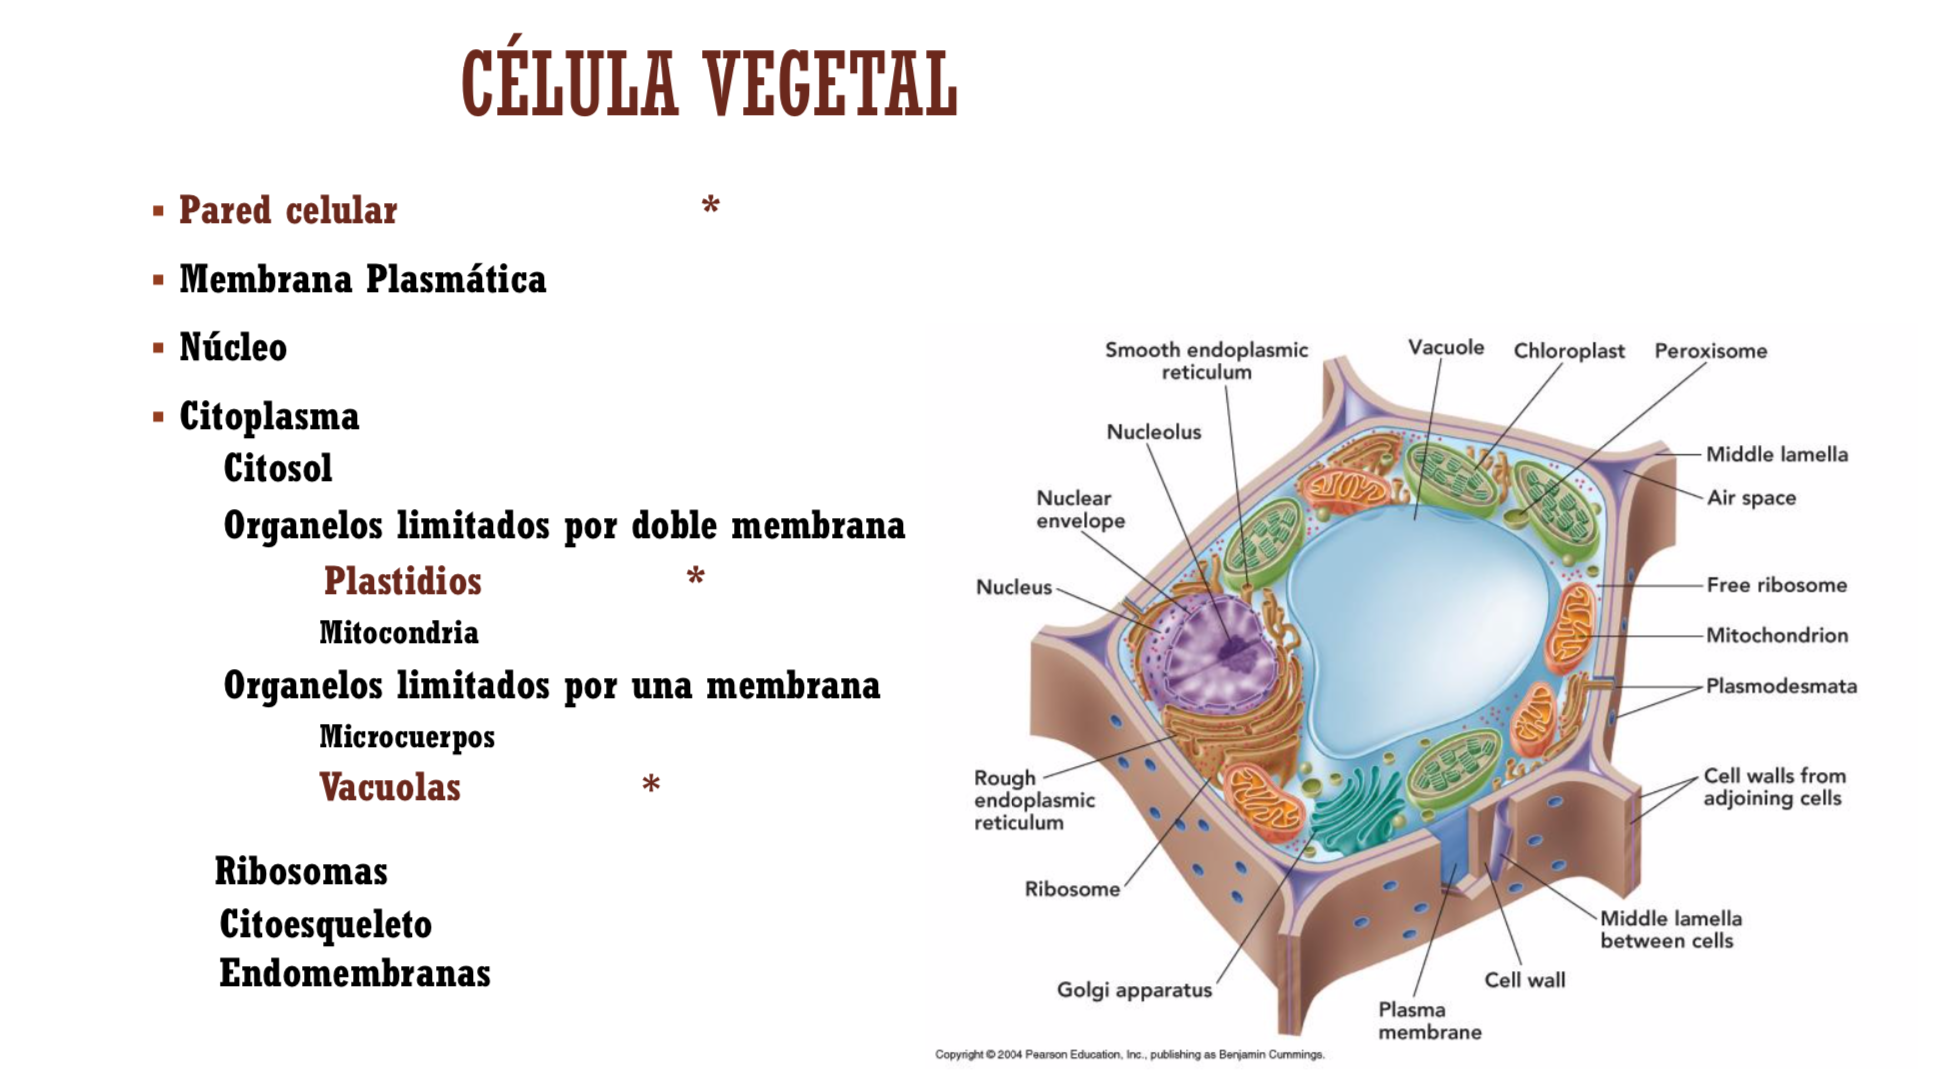 CÉLULA VEGETAL
Pared celular *
Membrana Plasmática
Núcleo
Citoplasma
Citosol
Organelos limitados por doble membrana
Plastidios *
Mitocondria
Organelos limitados por una membrana
Microcuerpos
Vacuolas *
Ribosomas
Citoesqueleto
Endomembranas
Smooth endoplasmic
reticulum
Vacuole
Chloroplast
Peroxisome
Nucleolus
Nuclear
envelope
Nucleus
Middle lamella
Air space
Free ribosome
Mitochondrion
Plasmodesmata
Rough
endoplasmic
reticulum
Cell walls from
adjoining cells
Ribosome
Middle lamella
between cells
Golgi apparatus
Cell wall
Plasma
membrane
Copyright © 2004 Pearson Education, Inc., publishing as Benjamin Cummings.